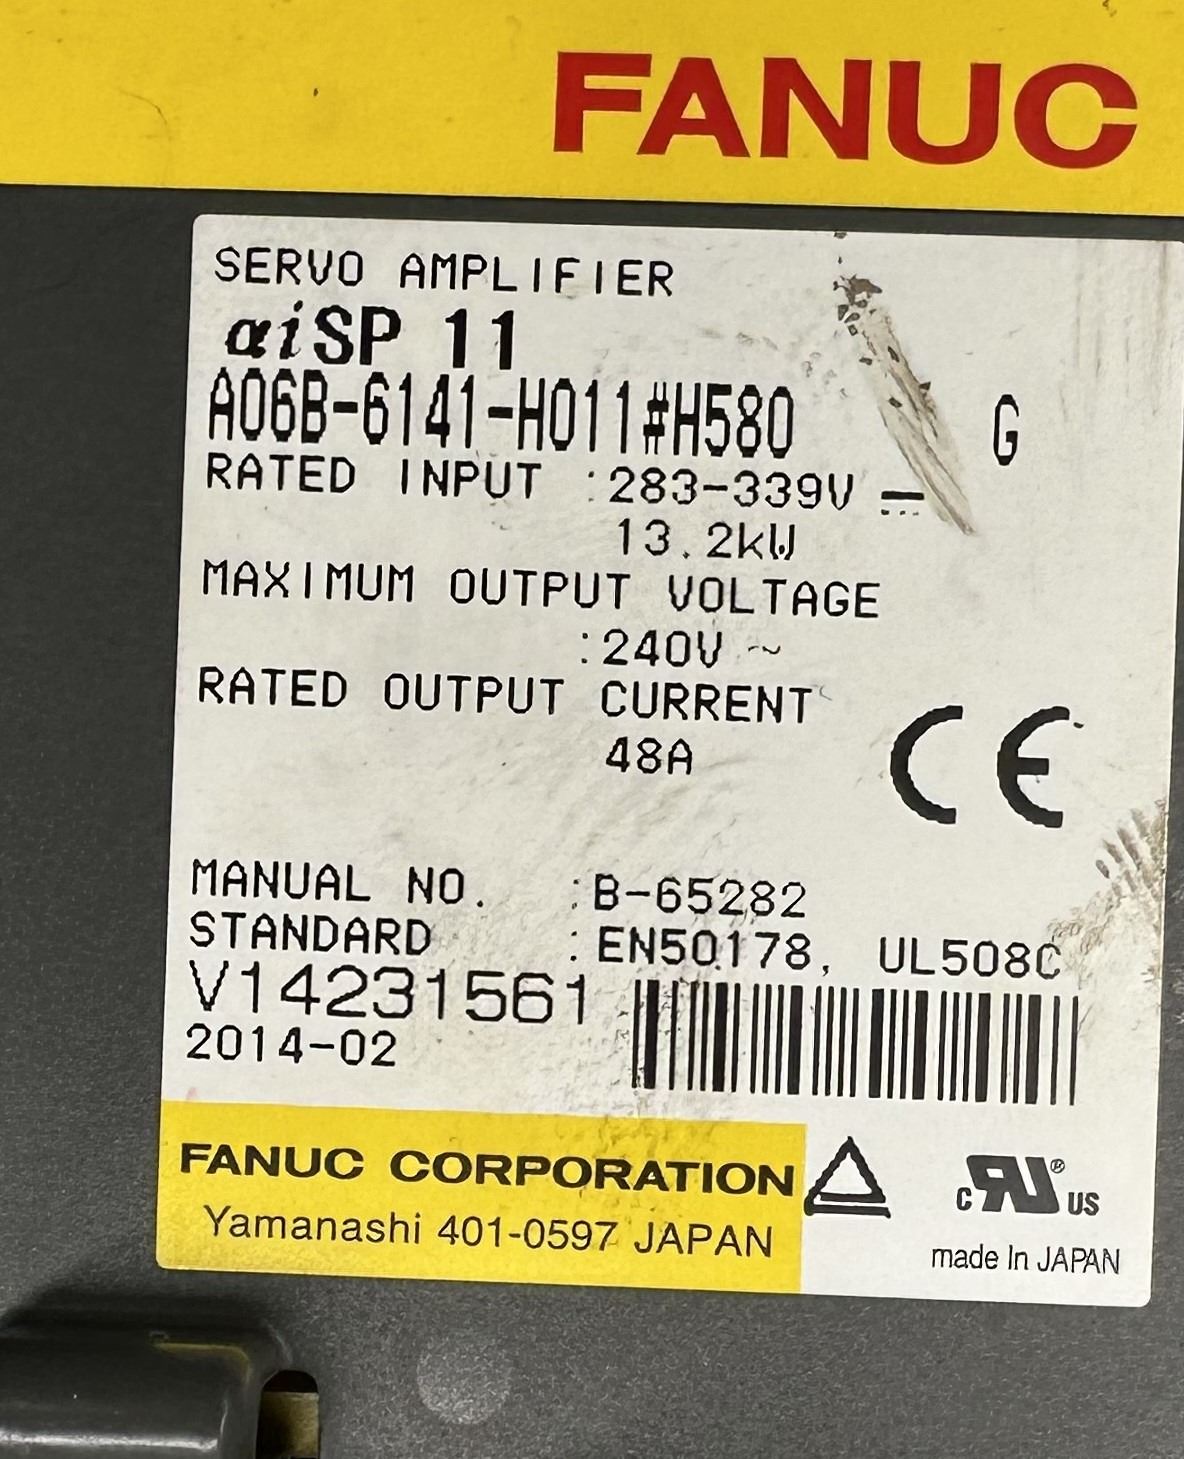 FANUC
SERVO AMPLIFIER
αiSP 11
A06B-6141-H011#H580 G
RATED INPUT :283-339V ⎓
13.2kW
MAXIMUM OUTPUT VOLTAGE
:240V ~
RATED OUTPUT CURRENT
48A
CE
MANUAL NO. :B-65282
STANDARD :EN50178, UL508C
V14231561
2014-02
FANUC CORPORATION
Yamanashi 401-0597 JAPAN
c RU® US
made In JAPAN